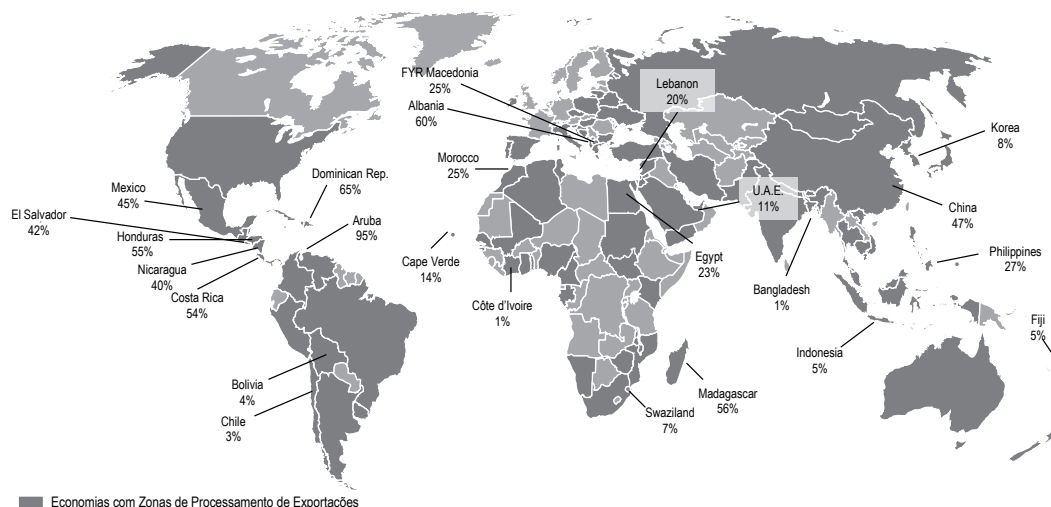 FYR Macedonia
25%
Albania
60%
Lebanon
20%
Korea
8%
Morocco
25%
Dominican Rep.
65%
Mexico
45%
El Salvador
42%
Honduras
55%
Nicaragua
40%
Costa Rica
54%
Aruba
95%
Cape Verde
14%
Côte d’Ivoire
1%
U.A.E.
11%
China
47%
Egypt
23%
Bangladesh
1%
Philippines
27%
Indonesia
5%
Fiji
5%
Bolivia
4%
Chile
3%
Madagascar
56%
Swaziland
7%
Economias com Zonas de Processamento de Exportações